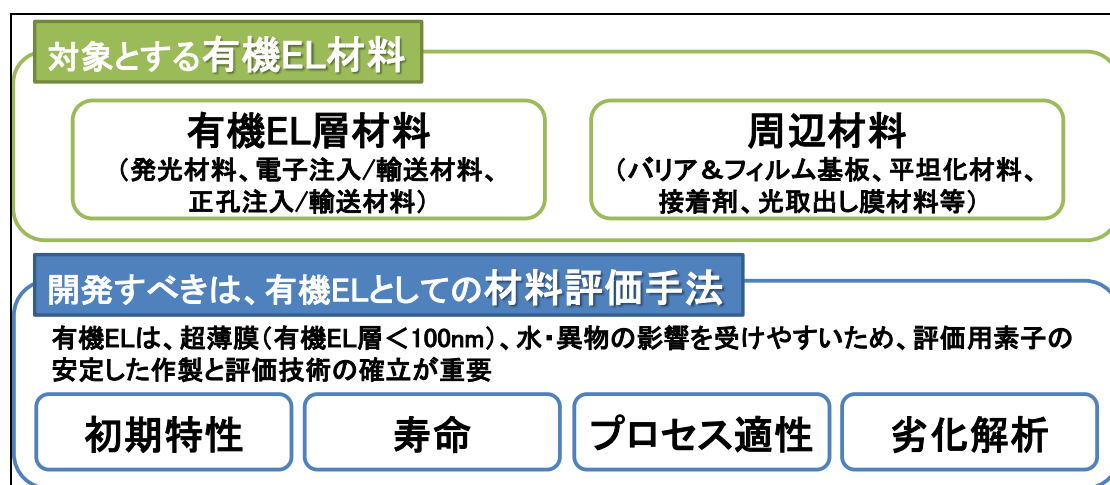 対象とする有機EL材料
有機EL層材料
（発光材料、電子注入/輸送材料、
正孔注入/輸送材料）
周辺材料
（バリア＆フィルム基板、平坦化材料、
接着剤、光取出し膜材料等）
開発すべきは、有機ELとしての材料評価手法
有機ELは、超薄膜（有機EL層＜100nm）、水・異物の影響を受けやすいため、評価用素子の
安定した作製と評価技術の確立が重要
初期特性
寿命
プロセス適性
劣化解析